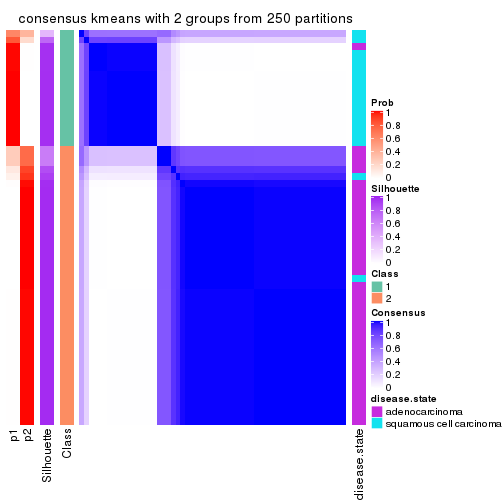 consensus kmeans with 2 groups from 250 partitions
Prob
1
0.8
0.6
0.4
0.2
0
Silhouette
1
0.8
0.6
0.4
0.2
0
Class
1
2
Consensus
1
0.8
0.6
0.4
0.2
0
disease.state
adenocarcinoma
squamous cell carcinoma
p1
p2
Silhouette
Class
disease.state